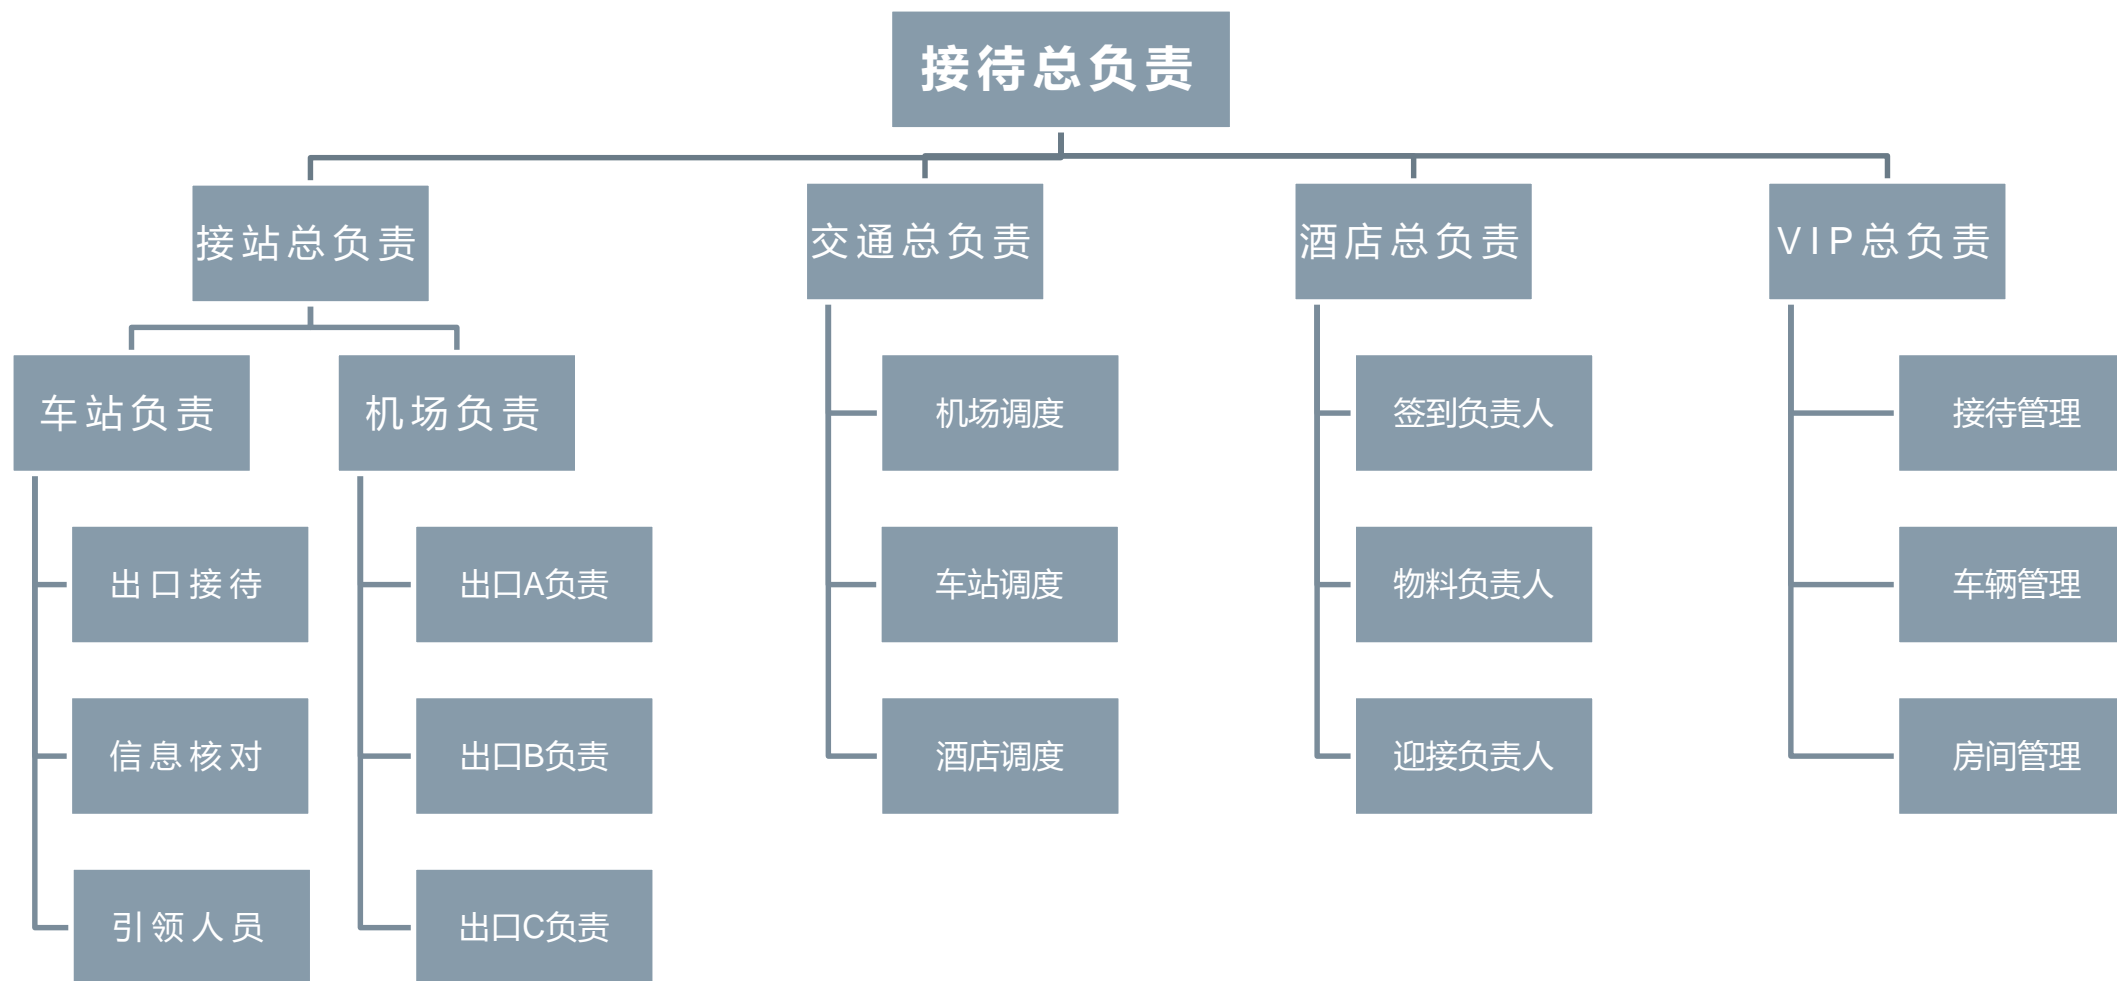 接待总负责
接站总负责
交通总负责
酒店总负责
VIP总负责
车站负责
机场负责
机场调度
签到负责人
接待管理
出口接待
出口A负责
车站调度
物料负责人
车辆管理
信息核对
出口B负责
酒店调度
迎接负责人
房间管理
引领人员
出口C负责